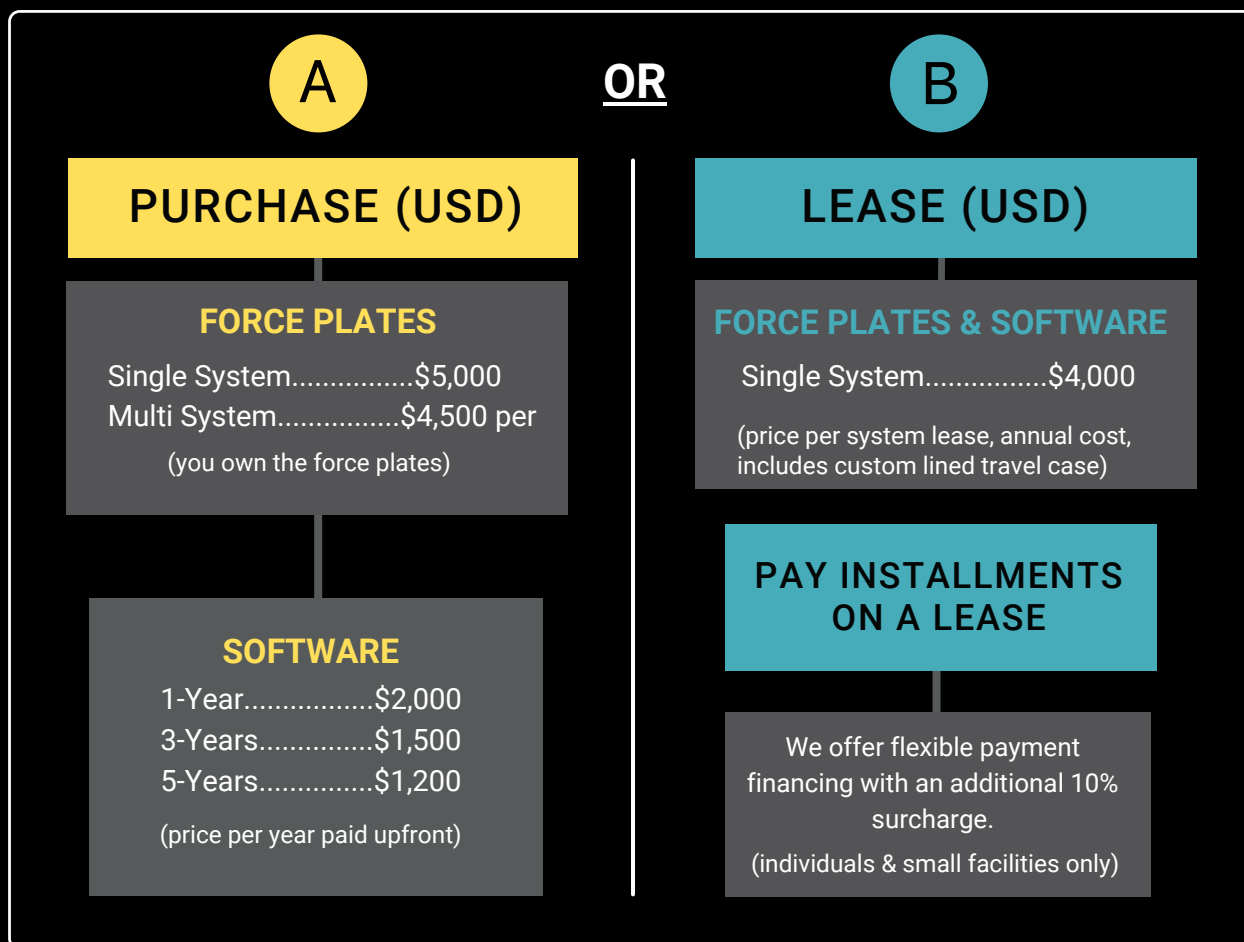 A
OR
B
PURCHASE (USD)
FORCE PLATES
Single System................$5,000
Multi System................$4,500 per
(you own the force plates)
SOFTWARE
1-Year.................$2,000
3-Years...............$1,500
5-Years...............$1,200
(price per year paid upfront)
LEASE (USD)
FORCE PLATES & SOFTWARE
Single System................$4,000
(price per system lease, annual cost,
includes custom lined travel case)
PAY INSTALLMENTS
ON A LEASE
We offer flexible payment
financing with an additional 10%
surcharge.
(individuals & small facilities only)